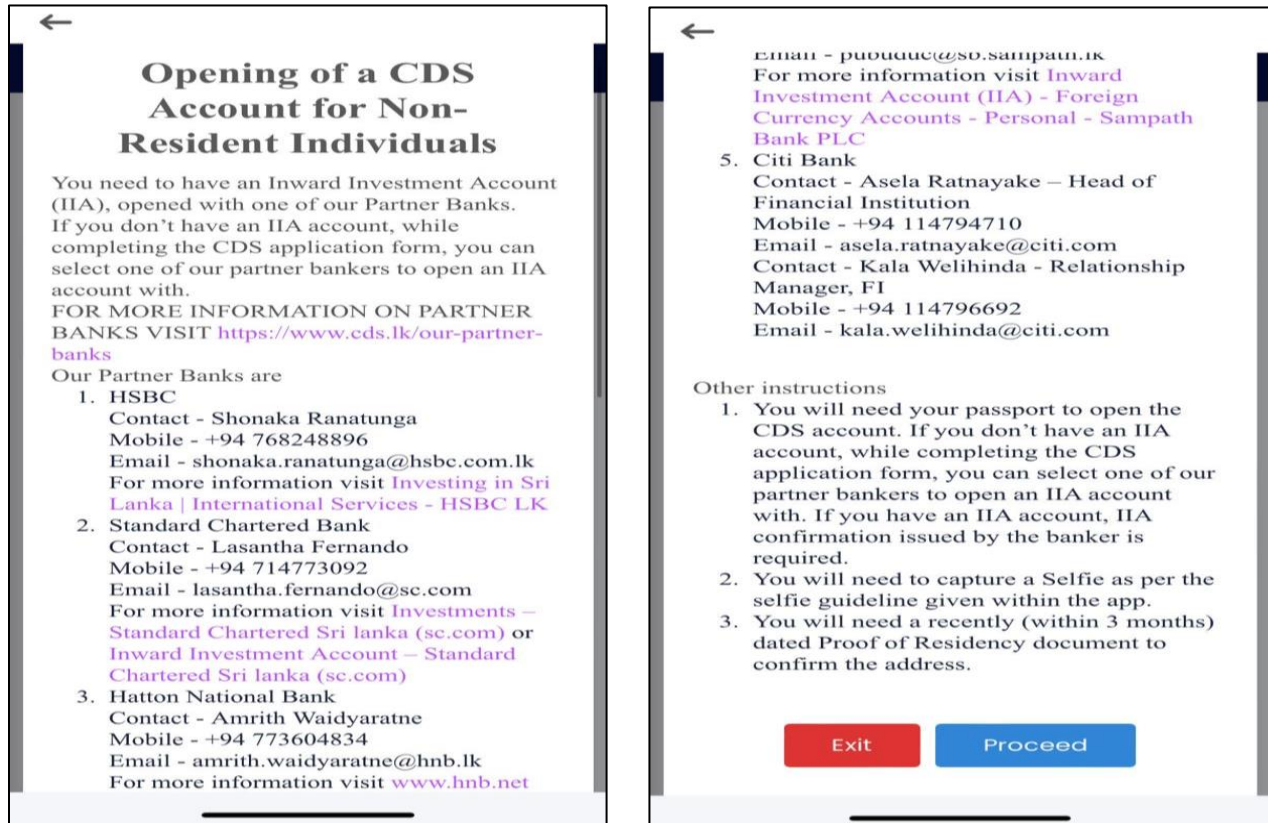 Opening of a CDS
Account for Non-
Resident Individuals
You need to have an Inward Investment Account
(IIA), opened with one of our Partner Banks.
If you don’t have an IIA account, while
completing the CDS application form, you can
select one of our partner bankers to open an IIA
account with.
FOR MORE INFORMATION ON PARTNER
BANKS VISIT https://www.cds.lk/our-partner-
banks
Our Partner Banks are
1. HSBC
Contact - Shonaka Ranatunga
Mobile - +94 768248896
Email - shonaka.ranatunga@hsbc.com.lk
For more information visit Investing in Sri
Lanka | International Services - HSBC LK
2. Standard Chartered Bank
Contact - Lasantha Fernando
Mobile - +94 714773092
Email - lasantha.fernando@sc.com
For more information visit Investments –
Standard Chartered Sri lanka (sc.com) or
Inward Investment Account – Standard
Chartered Sri lanka (sc.com)
3. Hatton National Bank
Contact - Amrith Waidyaratne
Mobile - +94 773604834
Email - amrith.waidyaratne@hnb.lk
For more information visit www.hnb.net
Email - pubuduc@sb.sampath.lk
For more information visit Inward
Investment Account (IIA) - Foreign
Currency Accounts - Personal - Sampath
Bank PLC
5. Citi Bank
Contact - Asela Ratnayake – Head of
Financial Institution
Mobile - +94 114794710
Email - asela.ratnayake@citi.com
Contact - Kala Welihinda - Relationship
Manager, FI
Mobile - +94 114796692
Email - kala.welihinda@citi.com
Other instructions
1. You will need your passport to open the
CDS account. If you don’t have an IIA
account, while completing the CDS
application form, you can select one of our
partner bankers to open an IIA account
with. If you have an IIA account, IIA
confirmation issued by the banker is
required.
2. You will need to capture a Selfie as per the
selfie guideline given within the app.
3. You will need a recently (within 3 months)
dated Proof of Residency document to
confirm the address.
Exit
Proceed